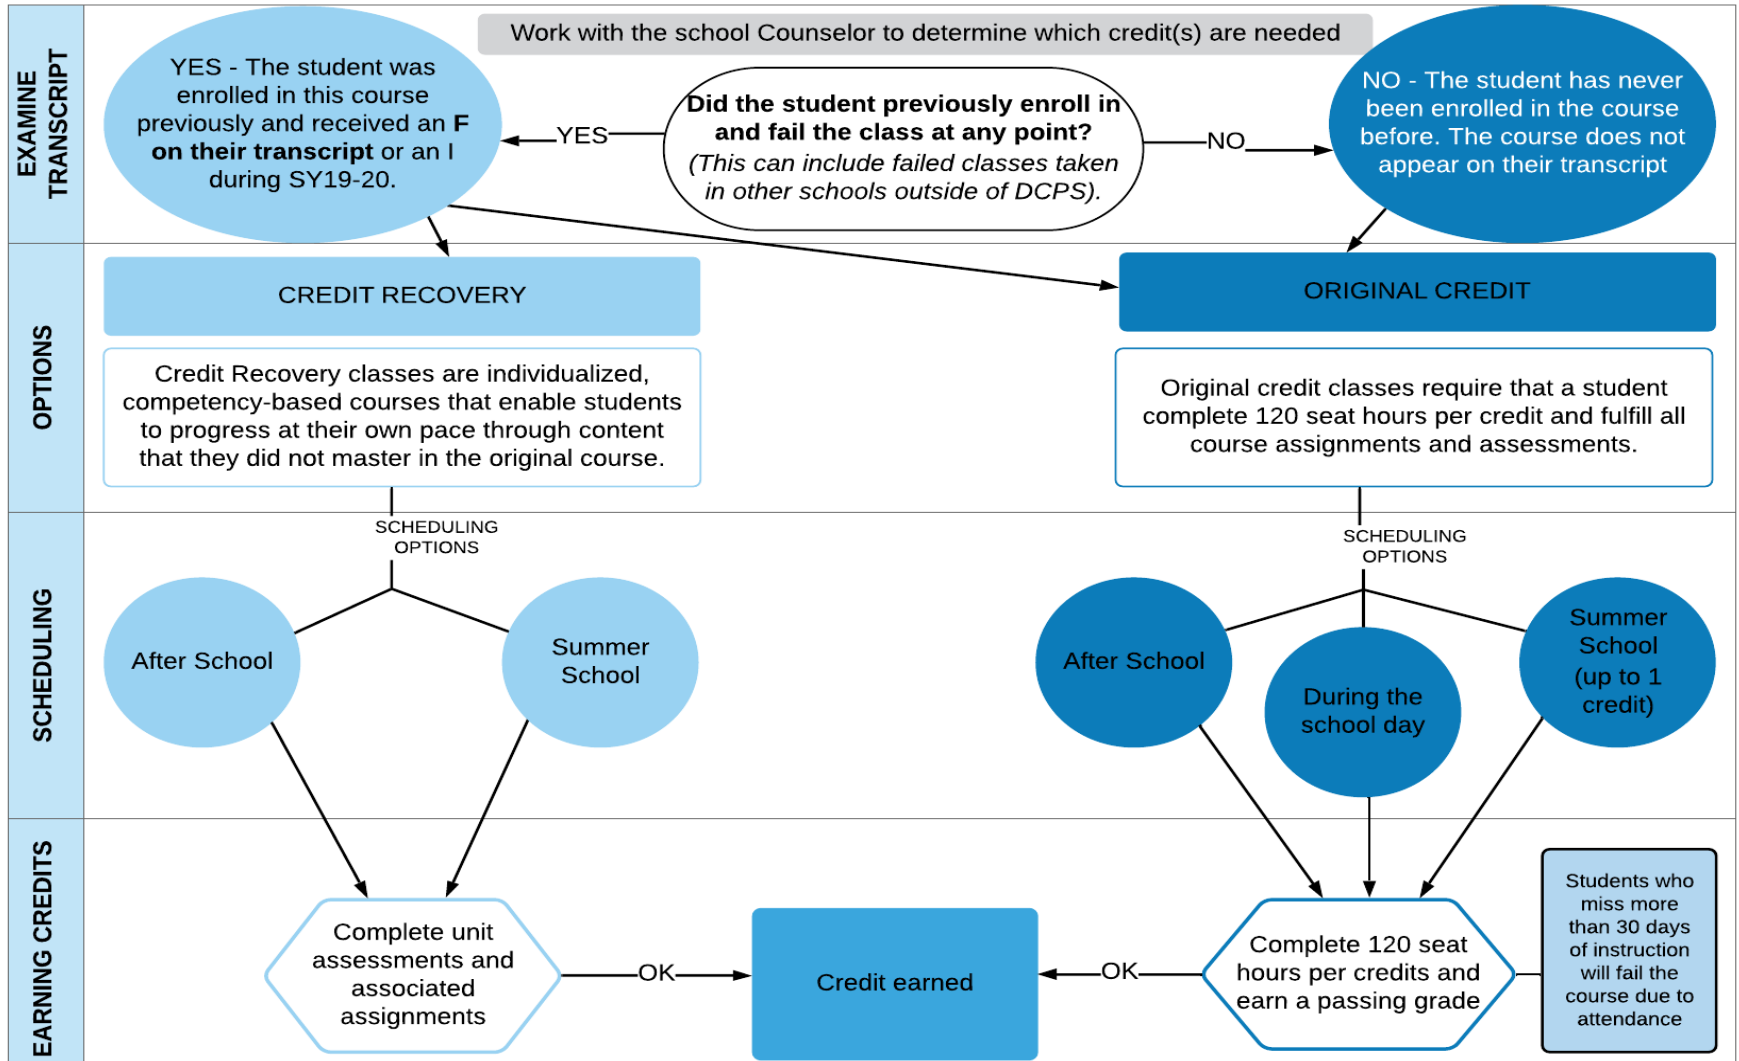 Work with the school Counselor to determine which credit(s) are needed
EXAMINE
TRANSCRIPT
YES - The student was
enrolled in this course
previously and received an F
on their transcript or an I
during SY19-20.
YES
Did the student previously enroll in
and fail the class at any point?
(This can include failed classes taken
in other schools outside of DCPS).
NO
NO - The student has never
been enrolled in the course
before. The course does not
appear on their transcript
OPTIONS
CREDIT RECOVERY
Credit Recovery classes are individualized,
competency-based courses that enable students
to progress at their own pace through content
that they did not master in the original course.
ORIGINAL CREDIT
Original credit classes require that a student
complete 120 seat hours per credit and fulfill all
course assignments and assessments.
SCHEDULING
SCHEDULING
OPTIONS
After School
Summer
School
SCHEDULING
OPTIONS
After School
During the
school day
Summer
School
(up to 1
credit)
EARNING CREDITS
Complete unit
assessments and
associated
assignments
OK
Credit earned
OK
Complete 120 seat
hours per credits and
earn a passing grade
Students who
miss more
than 30 days
of instruction
will fail the
course due to
attendance